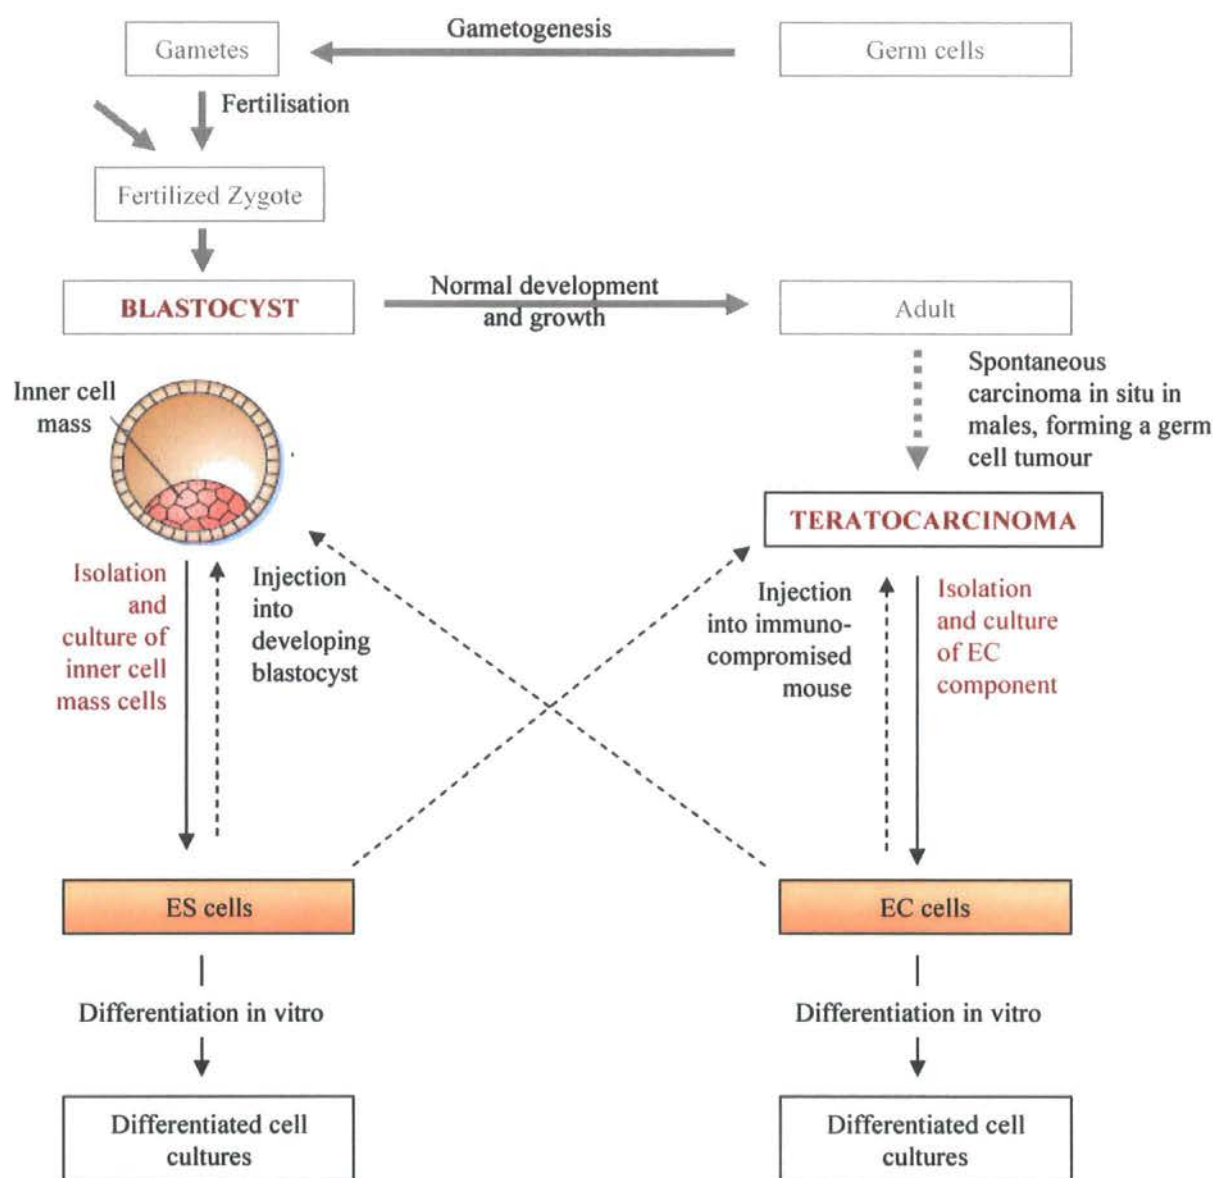 Gametogenesis
Gametes
Germ cells
Fertilisation
Fertilized Zygote
BLASTOCYST
Normal development
and growth
Adult
Inner cell
mass
Spontaneous
carcinoma in situ in
males, forming a germ
cell tumour
TERATOCARCINOMA
Isolation
and
culture of
inner cell
mass cells
Injection
into
developing
blastocyst
Injection
into immuno-
compromised
mouse
Isolation
and culture
of EC
component
ES cells
EC cells
Differentiation in vitro
Differentiation in vitro
Differentiated cell
cultures
Differentiated cell
cultures